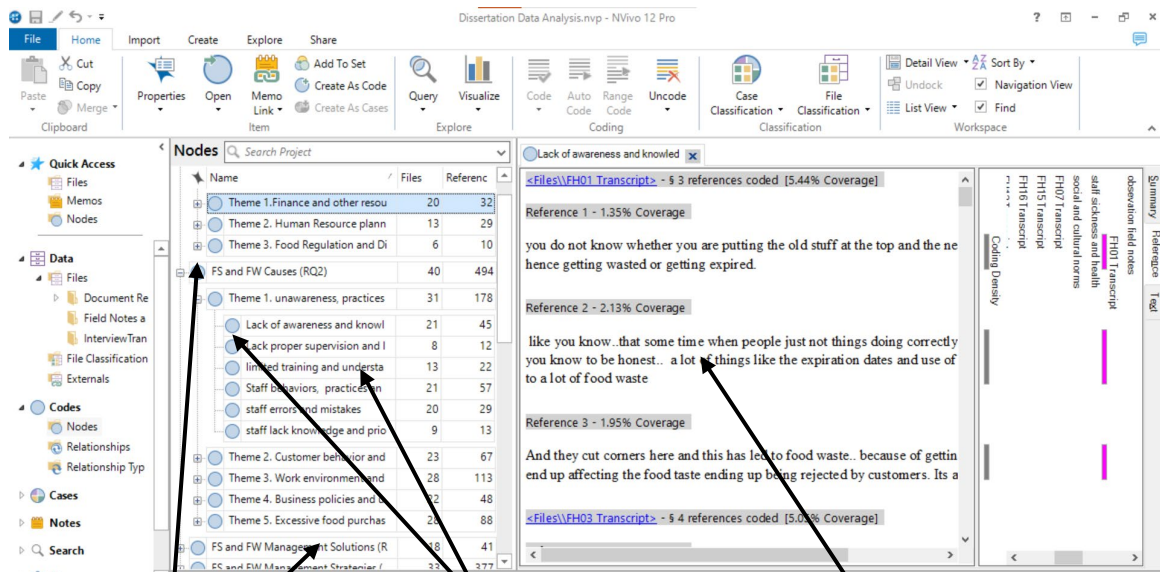 Dissertation Data Analysis.nvp - NVivo 12 Pro
?
File Home Import Create Explore Share
Paste
Cut
Copy
Merge
Clipboard
Properties
Open
Memo Link
Add To Set
Create As Code
Create As Cases
Item
Query
Visualize
Explore
Code
Auto Code
Range Code
Uncode
Coding
Case Classification
File Classification
Classification
Detail View
Sort By
Undock
Navigation View
List View
Find
Workspace
Quick Access
Files
Memos
Nodes
Data
Files
Document Re
Field Notes a
InterviewTran
File Classification
Externals
Codes
Nodes
Relationships
Relationship Typ
Cases
Notes
Search
Nodes
Search Project
Name Files Referenc
Theme 1.Finance and other resou 20 32
Theme 2. Human Resource plann 13 29
Theme 3. Food Regulation and Di 6 10
FS and FW Causes (RQ2) 40 494
Theme 1. unawareness, practices 31 178
Lack of awareness and knowl 21 45
Lack proper supervision and l 8 12
limited training and understa 13 22
Staff behaviors, practices an 21 57
staff errors and mistakes 20 29
staff lack knowledge and prio 9 13
Theme 2. Customer behavior and 23 67
Theme 3. Work environment and 28 113
Theme 4. Business policies and 22 48
Theme 5. Excessive food purchas 28 88
FS and FW Management Solutions (R 18 41
FS and FW Management Strategies ( 33 377
Lack of awareness and knowled
<Files\\FH01 Transcript> - § 3 references coded [5.44% Coverage]
Reference 1 - 1.35% Coverage
you do not know whether you are putting the old stuff at the top and the ne
hence getting wasted or getting expired.
Reference 2 - 2.13% Coverage
like you know..that some time when people just not things doing correctly
you know to be honest.. a lot of things like the expiration dates and use of
to a lot of food waste
Reference 3 - 1.95% Coverage
And they cut corners here and this has led to food waste.. because of gettin
end up affecting the food taste ending up being rejected by customers. Its a
<Files\\FH03 Transcript> - § 4 references coded [5.05% Coverage]
Coding Density
FH16 Transcript
FH15 Transcript
FH07 Transcript
social and cultural norms
staff sickness and health
FH01 Transcript
obsevation field notes
Summary
Reference
Text